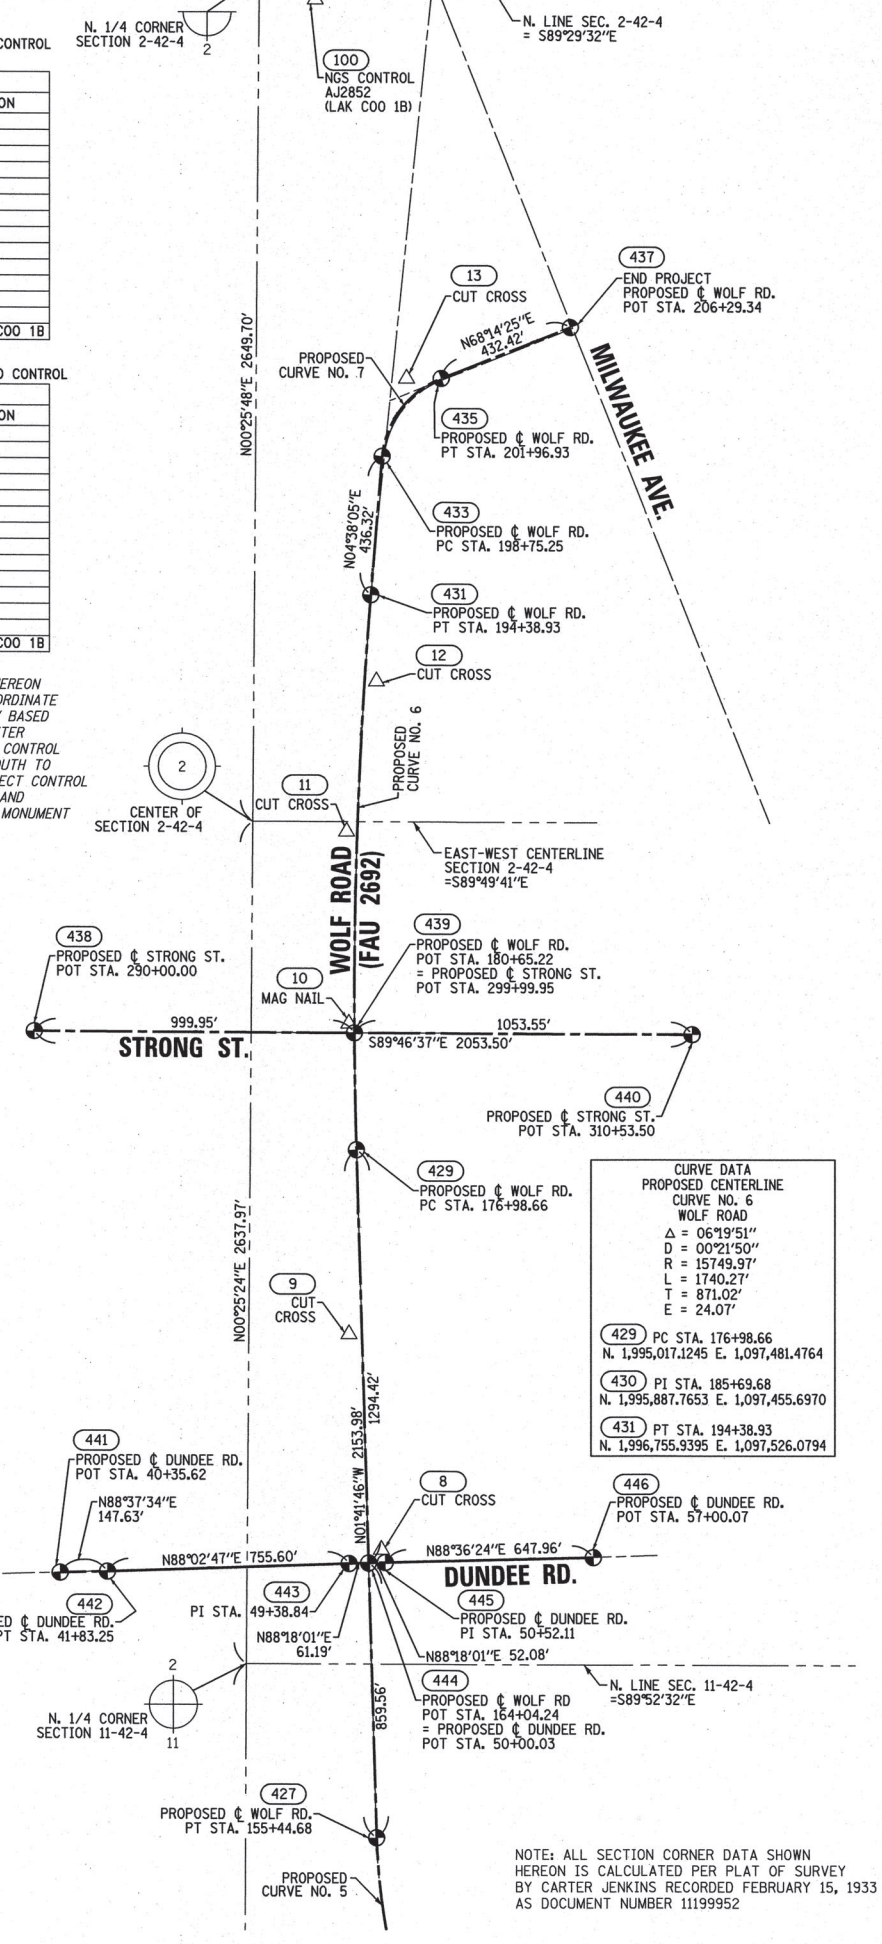 N. 1/4 CORNER
SECTION 2-42-4
2
N. LINE SEC. 2-42-4
= S89°29'32"E
CONTROL
100
NGS CONTROL
AJ2852
(LAK COO 1B)
ON
COO 1B
CONTROL
ON
COO 1B
N00°25'48"E 2649.70'
13
CUT CROSS
437
END PROJECT
PROPOSED ℄ WOLF RD.
POT STA. 206+29.34
N68°14'25"E
432.42'
PROPOSED
CURVE NO. 7
MILWAUKEE AVE.
435
PROPOSED ℄ WOLF RD.
PT STA. 201+96.93
433
PROPOSED ℄ WOLF RD.
PC STA. 198+75.25
N04°38'05"E
436.32'
431
PROPOSED ℄ WOLF RD.
PT STA. 194+38.93
12
CUT CROSS
EREON
ORDINATE
BASED
TER
CONTROL
OUTH TO
ECT CONTROL
AND
MONUMENT
PROPOSED
CURVE NO. 6
2
CENTER OF
SECTION 2-42-4
11
CUT CROSS
EAST-WEST CENTERLINE
SECTION 2-42-4
=S89°49'41"E
WOLF ROAD
(FAU 2692)
438
PROPOSED ℄ STRONG ST.
POT STA. 290+00.00
439
PROPOSED ℄ WOLF RD.
POT STA. 180+65.22
= PROPOSED ℄ STRONG ST.
POT STA. 299+99.95
10
MAG NAIL
999.95'
1053.55'
STRONG ST.
S89°46'37"E 2053.50'
440
PROPOSED ℄ STRONG ST.
POT STA. 310+53.50
429
PROPOSED ℄ WOLF RD.
PC STA. 176+98.66
CURVE DATA
PROPOSED CENTERLINE
CURVE NO. 6
WOLF ROAD
△ = 06°19'51"
D = 00°21'50"
R = 15749.97'
L = 1740.27'
T = 871.02'
E = 24.07'
429 PC STA. 176+98.66
N. 1,995,017.1245 E. 1,097,481.4764
430 PI STA. 185+69.68
N. 1,995,887.7653 E. 1,097,455.6970
431 PT STA. 194+38.93
N. 1,996,755.9395 E. 1,097,526.0794
N00°25'24"E 2637.97'
9
CUT
CROSS
N01°41'46"W 2153.98'
1294.42'
441
PROPOSED ℄ DUNDEE RD.
POT STA. 40+35.62
N88°37'34"E
147.63'
8
CUT CROSS
446
PROPOSED ℄ DUNDEE RD.
POT STA. 57+00.07
N88°02'47"E 755.60'
N88°36'24"E 647.96'
DUNDEE RD.
442
ED ℄ DUNDEE RD.
PT STA. 41+83.25
443
PI STA. 49+38.84
445
PROPOSED ℄ DUNDEE RD.
PI STA. 50+52.11
N88°18'01"E
61.19'
N88°18'01"E 52.08'
2
N. 1/4 CORNER
SECTION 11-42-4
11
N. LINE SEC. 11-42-4
=S89°52'32"E
444
PROPOSED ℄ WOLF RD
POT STA. 164+04.24
= PROPOSED ℄ DUNDEE RD.
POT STA. 50+00.03
859.56'
427
PROPOSED ℄ WOLF RD.
PT STA. 155+44.68
PROPOSED
CURVE NO. 5
NOTE: ALL SECTION CORNER DATA SHOWN
HEREON IS CALCULATED PER PLAT OF SURVEY
BY CARTER JENKINS RECORDED FEBRUARY 15, 1933
AS DOCUMENT NUMBER 11199952